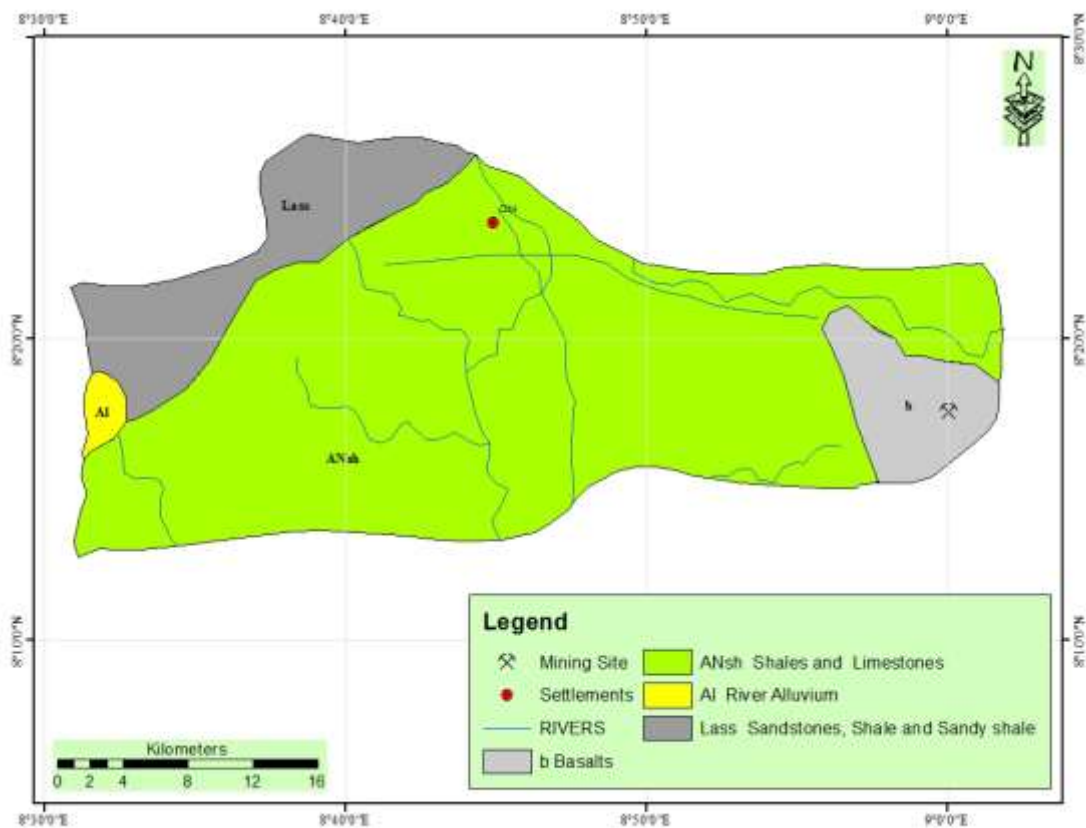 8°30'0"E 8°40'0"E 8°50'0"E 9°0'0"E
8°30'0"N
N
Lass
8°20'0"N 8°20'0"N
Al
b
ANsh
8°10'0"N 8°10'0"N
Legend
Mining Site
Settlements
RIVERS
b Basalts
ANsh Shales and Limestones
Al River Alluvium
Lass Sandstones, Shale and Sandy shale
Kilometers
0 2 4 8 12 16
8°30'0"E 8°40'0"E 8°50'0"E 9°0'0"E